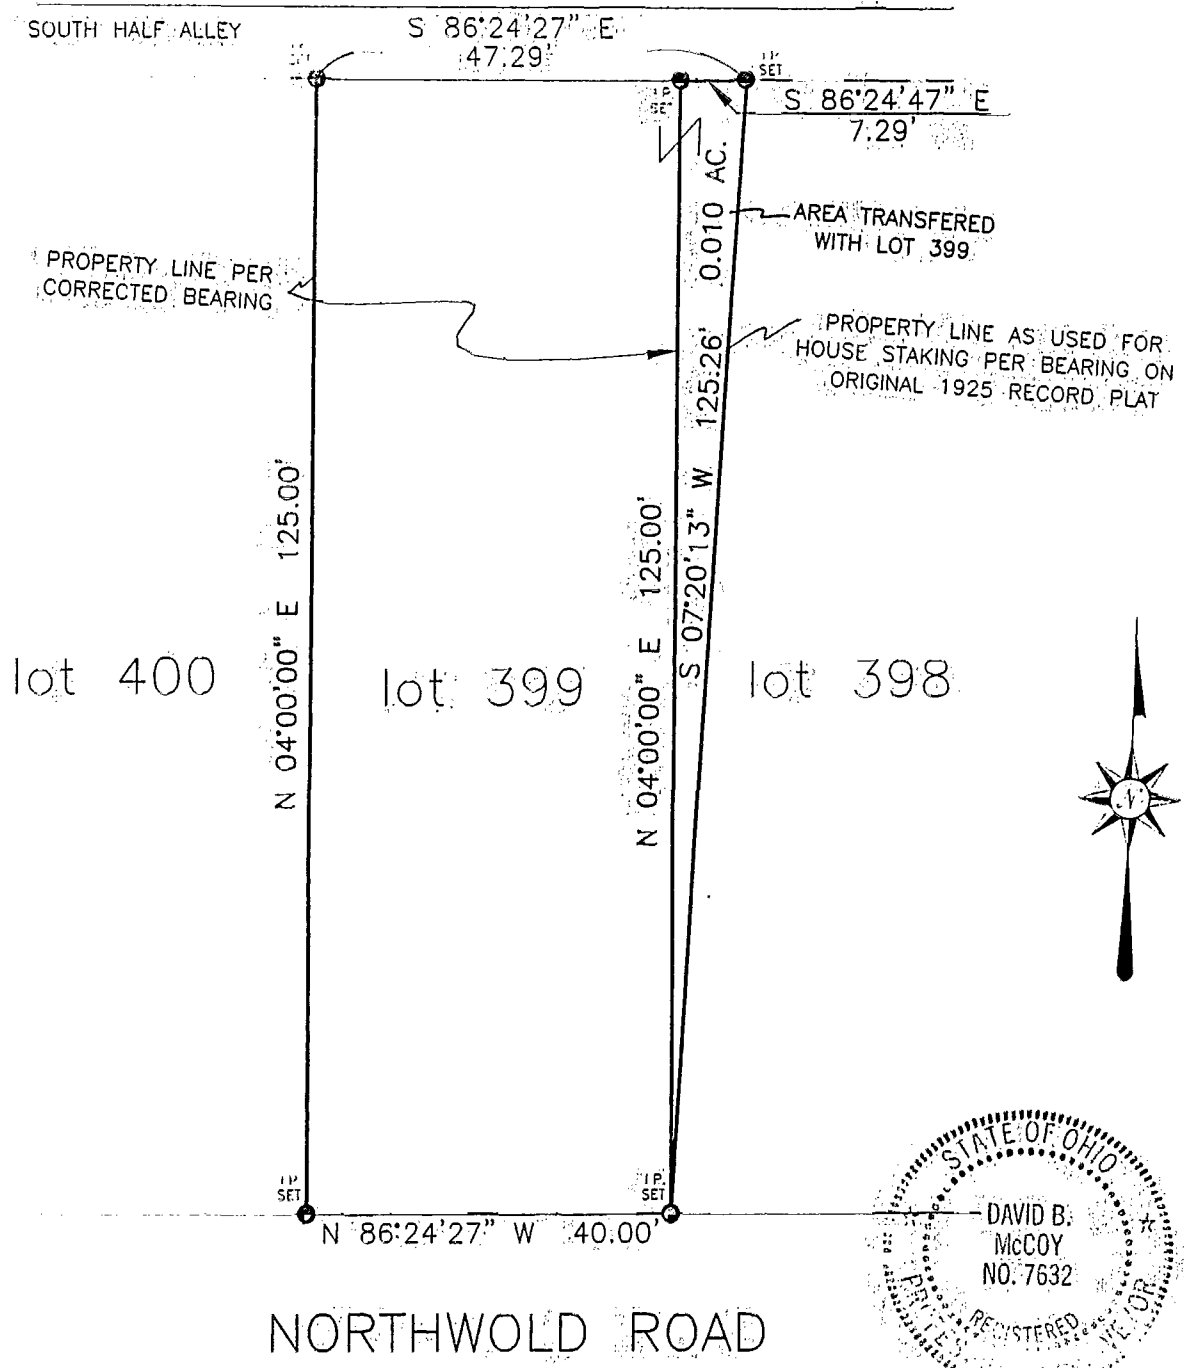 SOUTH HALF ALLEY
S 86°24'27" E
47.29'
I.P.
SET
I.P.
SET
S 86°24'47" E
7.29'
0.010 AC.
AREA TRANSFERED
WITH LOT 399
PROPERTY LINE PER
CORRECTED BEARING
PROPERTY LINE AS USED FOR
HOUSE STAKING PER BEARING ON
ORIGINAL 1925 RECORD PLAT
N 04°00'00" E 125.00'
N 04°00'00" E 125.00'
S 07°20'13" W 125.26'
lot 400
lot 399
lot 398
N
I.P.
SET
I.P.
SET
N 86°24'27" W 40.00'
STATE OF OHIO
DAVID B.
McCOY
NO. 7632
REGISTERED
NORTHWOLD ROAD